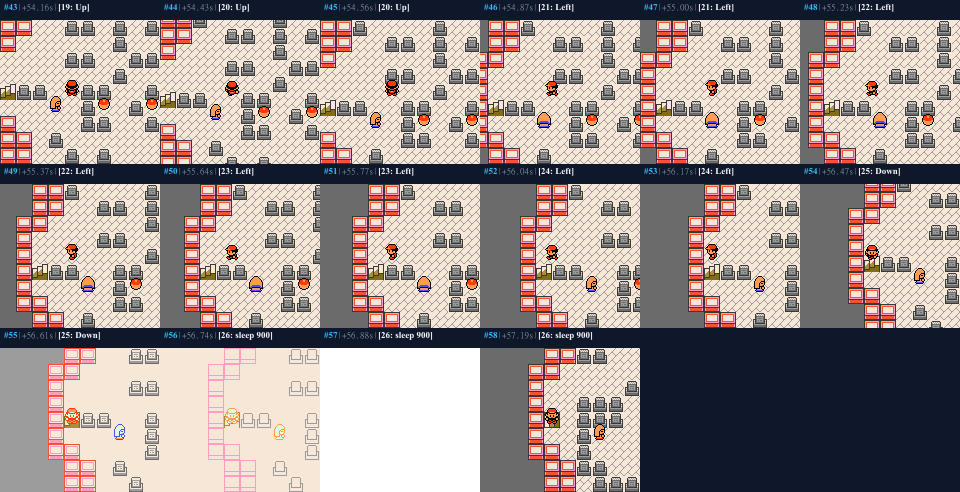 #43|+54.16s| [19: Up]
#44|+54.43s| [20: Up]
#45|+54.56s| [20: Up]
#46|+54.87s| [21: Left]
#47|+55.00s| [21: Left]
#48|+55.23s| [22: Left]
#49|+55.37s| [22: Left]
#50|+55.64s| [23: Left]
#51|+55.77s| [23: Left]
#52|+56.04s| [24: Left]
#53|+56.17s| [24: Left]
#54|+56.47s| [25: Down]
#55|+56.61s| [25: Down]
#56|+56.74s| [26: sleep 900]
#57|+56.88s| [26: sleep 900]
#58|+57.19s| [26: sleep 900]